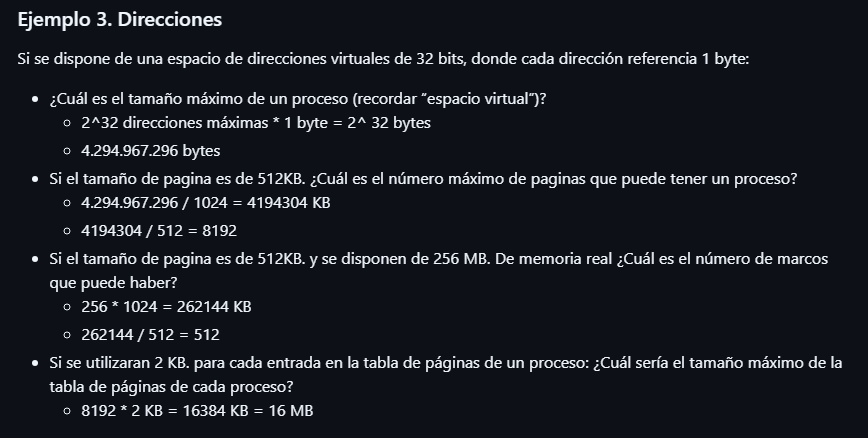 Ejemplo 3. Direcciones
Si se dispone de una espacio de direcciones virtuales de 32 bits, donde cada dirección referencia 1 byte:
• ¿Cuál es el tamaño máximo de un proceso (recordar “espacio virtual”)?
◦ 2^32 direcciones máximas * 1 byte = 2^ 32 bytes
◦ 4.294.967.296 bytes
• Si el tamaño de pagina es de 512KB. ¿Cuál es el número máximo de paginas que puede tener un proceso?
◦ 4.294.967.296 / 1024 = 4194304 KB
◦ 4194304 / 512 = 8192
• Si el tamaño de pagina es de 512KB. y se disponen de 256 MB. De memoria real ¿Cuál es el número de marcos
que puede haber?
◦ 256 * 1024 = 262144 KB
◦ 262144 / 512 = 512
• Si se utilizaran 2 KB. para cada entrada en la tabla de páginas de un proceso: ¿Cuál sería el tamaño máximo de la
tabla de páginas de cada proceso?
◦ 8192 * 2 KB = 16384 KB = 16 MB